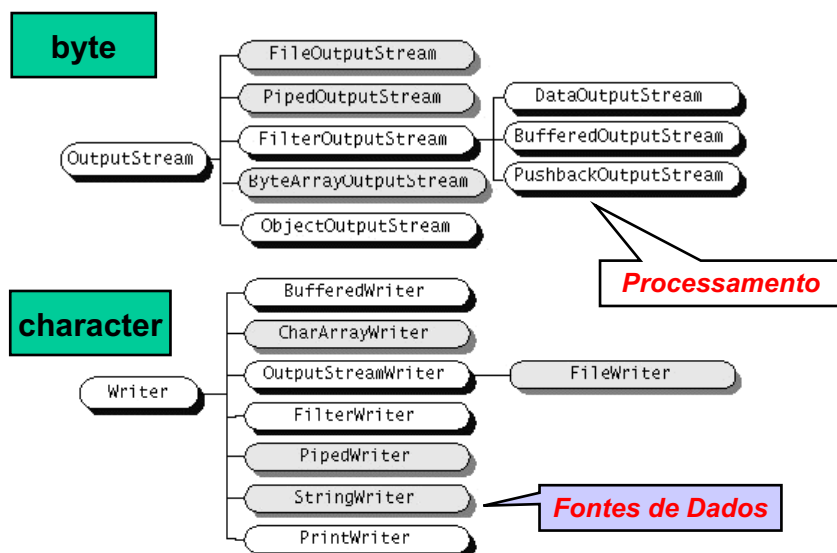 byte
FileOutputStream
PipedOutputStream
DataOutputStream
FilterOutputStream
BufferedOutputStream
OutputStream
ByteArrayOutputStream
PushbackOutputStream
ObjectOutputStream
Processamento
BufferedWriter
character
CharArrayWriter
OutputStreamWriter
FileWriter
Writer
FilterWriter
PipedWriter
StringWriter
Fontes de Dados
PrintWriter